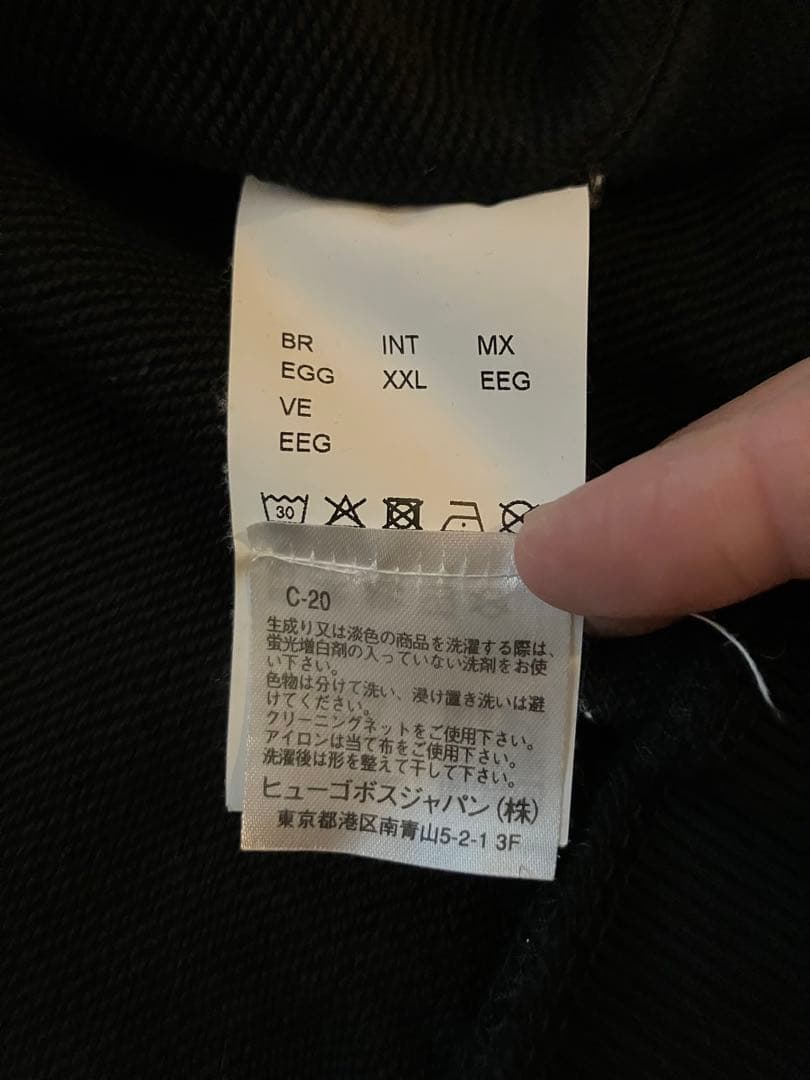 BR INT MX
EGG XXL EEG
VE
EEG
30
C-20
生成り又は淡色の商品を洗濯する際は、
蛍光増白剤の入っていない洗剤をお使
い下さい。
色物は分けて洗い、浸け置き洗いは避
けてください。
クリーニングネットをご使用下さい。
アイロンは当て布をご使用下さい。
洗濯後は形を整えて干して下さい。
ヒューゴボスジャパン(株)
東京都港区南青山5-2-1 3F